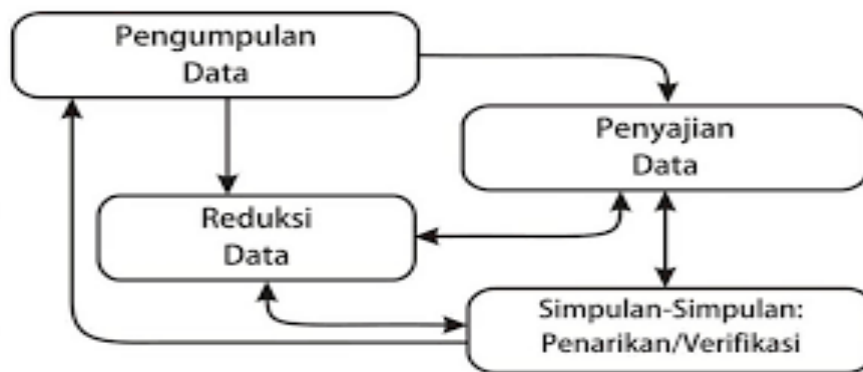 Pengumpulan
Data
Penyajian
Data
Reduksi
Data
Simpulan-Simpulan:
Penarikan/Verifikasi